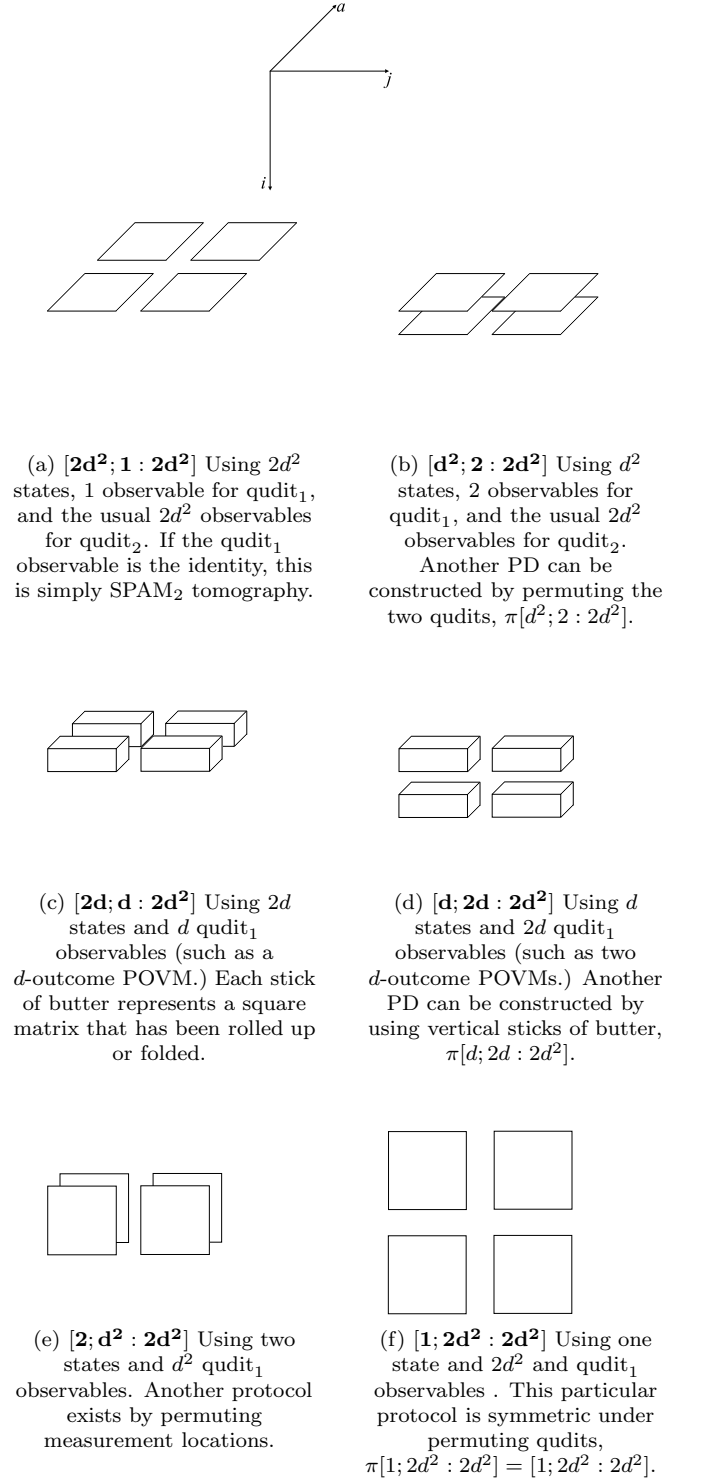 a
j
i
(a) [2d²; 1 : 2d²] Using 2d²
states, 1 observable for qudit₁,
and the usual 2d² observables
for qudit₂. If the qudit₁
observable is the identity, this
is simply SPAM₂ tomography.
(b) [d²; 2 : 2d²] Using d²
states, 2 observables for
qudit₁, and the usual 2d²
observables for qudit₂.
Another PD can be
constructed by permuting the
two qudits, π[d²; 2 : 2d²].
(c) [2d; d : 2d²] Using 2d
states and d qudit₁
observables (such as a
d-outcome POVM.) Each stick
of butter represents a square
matrix that has been rolled up
or folded.
(d) [d; 2d : 2d²] Using d
states and 2d qudit₁
observables (such as two
d-outcome POVMs.) Another
PD can be constructed by
using vertical sticks of butter,
π[d; 2d : 2d²].
(e) [2; d² : 2d²] Using two
states and d² qudit₁
observables. Another protocol
exists by permuting
measurement locations.
(f) [1; 2d² : 2d²] Using one
state and 2d² and qudit₁
observables . This particular
protocol is symmetric under
permuting qudits,
π[1; 2d² : 2d²] = [1; 2d² : 2d²].